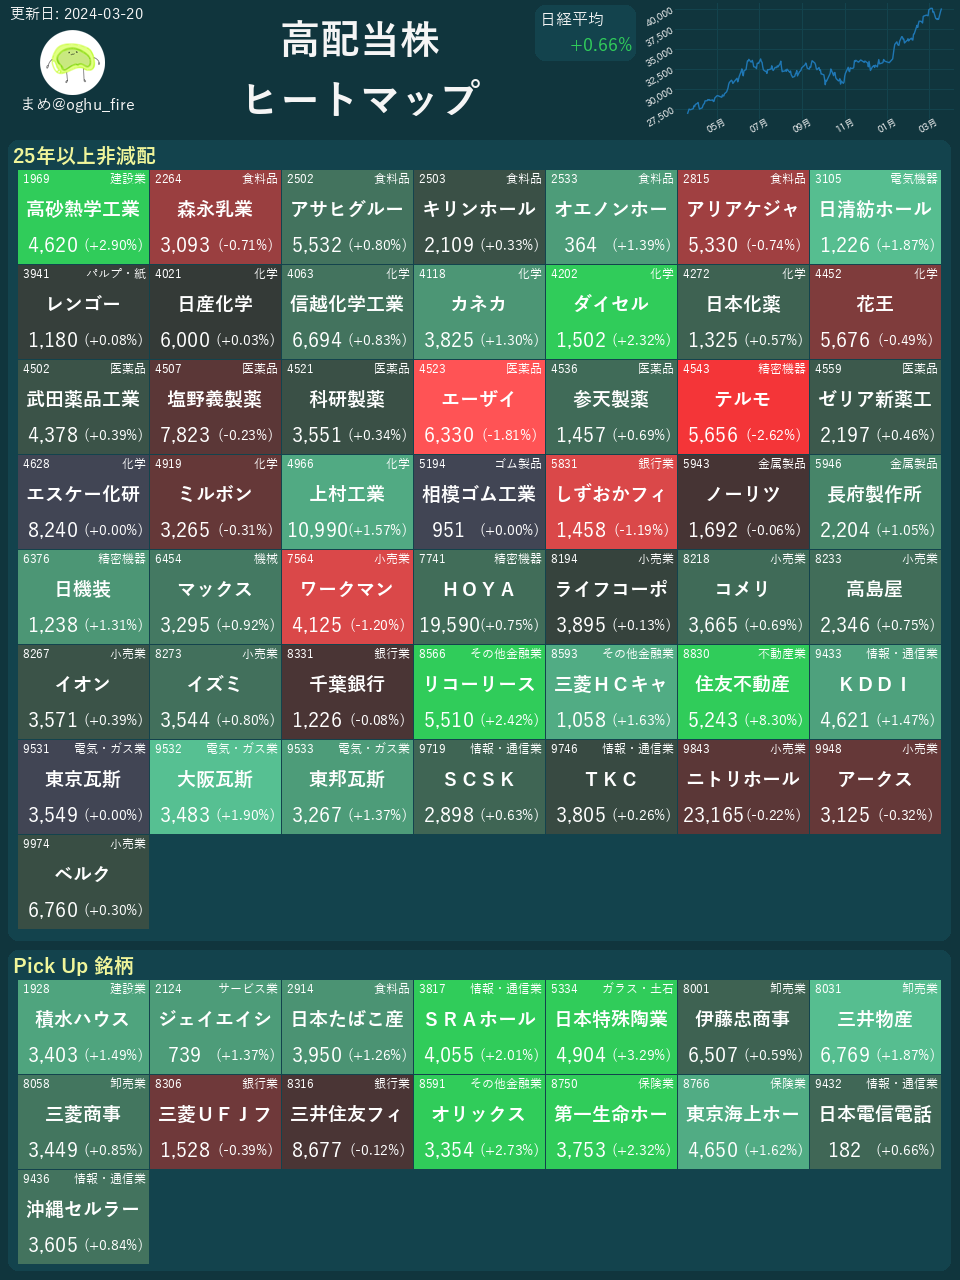 更新日: 2024-03-20
まめ@oghu_fire
高配当株
ヒートマップ
日経平均
+0.66%
40,000
37,500
35,000
32,500
30,000
27,500
05月 07月 09月 11月 01月 03月
25年以上非減配
1969 建設業 2264 食料品 2502 食料品 2503 食料品 2533 食料品 2815 食料品 3105 電気機器
高砂熱学工業 森永乳業 アサヒグルー キリンホール オエノンホー アリアケジャ 日清紡ホール
4,620 (+2.90%) 3,093 (-0.71%) 5,532 (+0.80%) 2,109 (+0.33%) 364 (+1.39%) 5,330 (-0.74%) 1,226 (+1.87%)
3941 パルプ・紙 4021 化学 4063 化学 4118 化学 4202 化学 4272 化学 4452 化学
レンゴー 日産化学 信越化学工業 カネカ ダイセル 日本化薬 花王
1,180 (+0.08%) 6,000 (+0.03%) 6,694 (+0.83%) 3,825 (+1.30%) 1,502 (+2.32%) 1,325 (+0.57%) 5,676 (-0.49%)
4502 医薬品 4507 医薬品 4521 医薬品 4523 医薬品 4536 医薬品 4543 精密機器 4559 医薬品
武田薬品工業 塩野義製薬 科研製薬 エーザイ 参天製薬 テルモ ゼリア新薬工
4,378 (+0.39%) 7,823 (-0.23%) 3,551 (+0.34%) 6,330 (-1.81%) 1,457 (+0.69%) 5,656 (-2.62%) 2,197 (+0.46%)
4628 化学 4919 化学 4966 化学 5194 ゴム製品 5831 銀行業 5943 金属製品 5946 金属製品
エスケー化研 ミルボン 上村工業 相模ゴム工業 しずおかフィ ノーリツ 長府製作所
8,240 (+0.00%) 3,265 (-0.31%) 10,990(+1.57%) 951 (+0.00%) 1,458 (-1.19%) 1,692 (-0.06%) 2,204 (+1.05%)
6376 精密機器 6454 機械 7564 小売業 7741 精密機器 8194 小売業 8218 小売業 8233 小売業
日機装 マックス ワークマン ＨＯＹＡ ライフコーポ コメリ 高島屋
1,238 (+1.31%) 3,295 (+0.92%) 4,125 (-1.20%) 19,590(+0.75%) 3,895 (+0.13%) 3,665 (+0.69%) 2,346 (+0.75%)
8267 小売業 8273 小売業 8331 銀行業 8566 その他金融業 8593 その他金融業 8830 不動産業 9433 情報・通信業
イオン イズミ 千葉銀行 リコーリース 三菱ＨＣキャ 住友不動産 ＫＤＤＩ
3,571 (+0.39%) 3,544 (+0.80%) 1,226 (-0.08%) 5,510 (+2.42%) 1,058 (+1.63%) 5,243 (+8.30%) 4,621 (+1.47%)
9531 電気・ガス業 9532 電気・ガス業 9533 電気・ガス業 9719 情報・通信業 9746 情報・通信業 9843 小売業 9948 小売業
東京瓦斯 大阪瓦斯 東邦瓦斯 ＳＣＳＫ ＴＫＣ ニトリホール アークス
3,549 (+0.00%) 3,483 (+1.90%) 3,267 (+1.37%) 2,898 (+0.63%) 3,805 (+0.26%) 23,165(-0.22%) 3,125 (-0.32%)
9974 小売業
ベルク
6,760 (+0.30%)
Pick Up 銘柄
1928 建設業 2124 サービス業 2914 食料品 3817 情報・通信業 5334 ガラス・土石 8001 卸売業 8031 卸売業
積水ハウス ジェイエイシ 日本たばこ産 ＳＲＡホール 日本特殊陶業 伊藤忠商事 三井物産
3,403 (+1.49%) 739 (+1.37%) 3,950 (+1.26%) 4,055 (+2.01%) 4,904 (+3.29%) 6,507 (+0.59%) 6,769 (+1.87%)
8058 卸売業 8306 銀行業 8316 銀行業 8591 その他金融業 8750 保険業 8766 保険業 9432 情報・通信業
三菱商事 三菱ＵＦＪフ 三井住友フィ オリックス 第一生命ホー 東京海上ホー 日本電信電話
3,449 (+0.85%) 1,528 (-0.39%) 8,677 (-0.12%) 3,354 (+2.73%) 3,753 (+2.32%) 4,650 (+1.62%) 182 (+0.66%)
9436 情報・通信業
沖縄セルラー
3,605 (+0.84%)